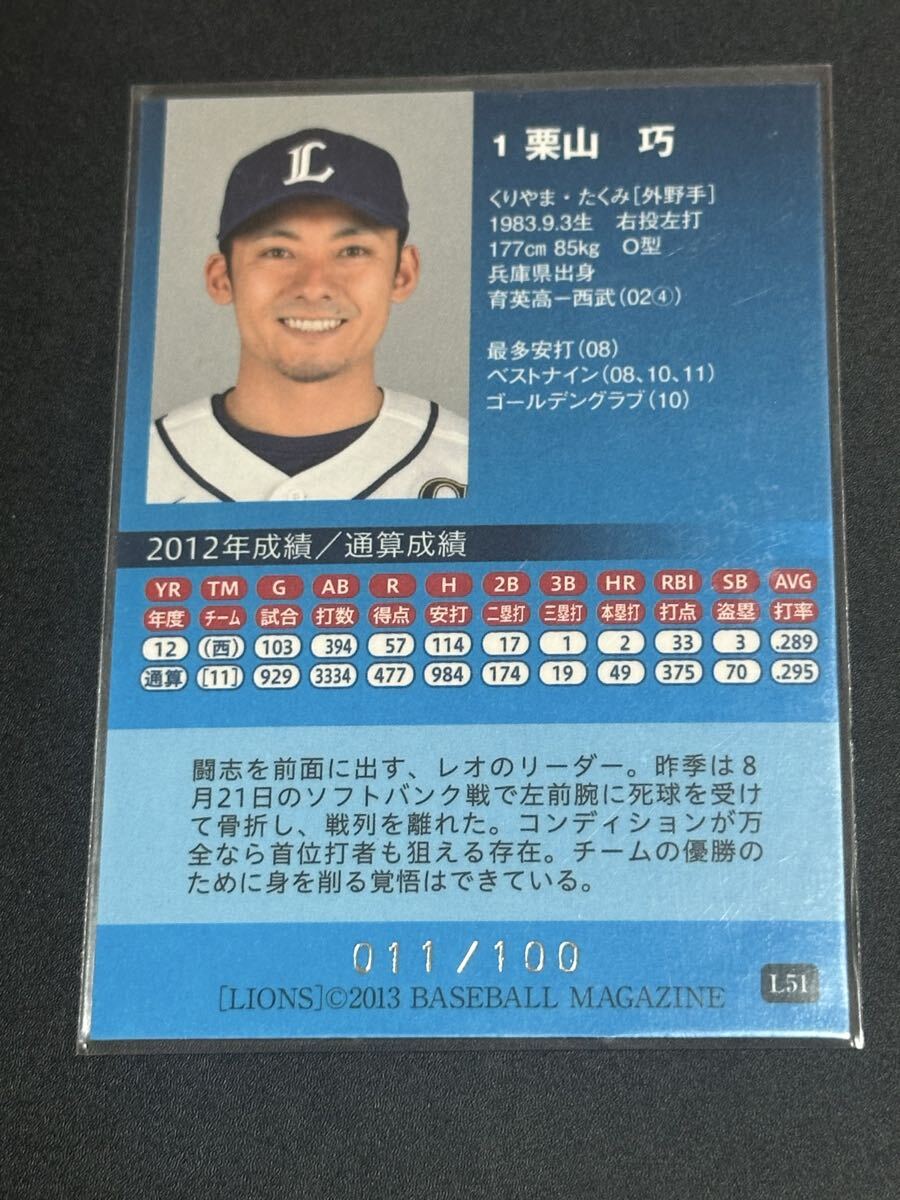 L
1 栗山 巧
くりやま・たくみ[外野手]
1983.9.3生 右投左打
177cm 85kg O型
兵庫県出身
育英高ー西武(02④)
最多安打(08)
ベストナイン(08、10、11)
ゴールデングラブ(10)
2012年成績／通算成績
YR TM G AB R H 2B 3B HR RBI SB AVG
年度 チーム 試合 打数 得点 安打 二塁打 三塁打 本塁打 打点 盗塁 打率
12 (西) 103 394 57 114 17 1 2 33 3 .289
通算 [11] 929 3334 477 984 174 19 49 375 70 .295
闘志を前面に出す、レオのリーダー。昨季は8
月21日のソフトバンク戦で左前腕に死球を受け
て骨折し、戦列を離れた。コンディションが万
全なら首位打者も狙える存在。チームの優勝の
ために身を削る覚悟はできている。
011/100
[LIONS]©2013 BASEBALL MAGAZINE
L51